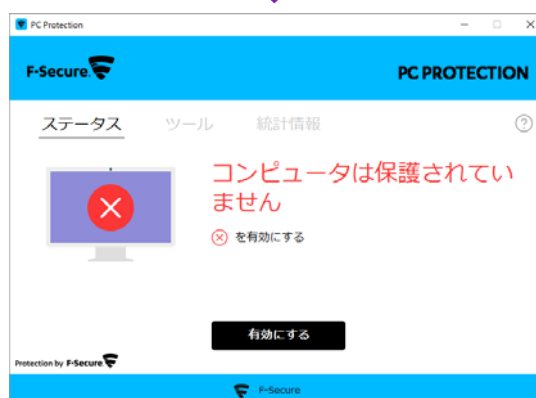 PC Protection
F-Secure.
PC PROTECTION
ステータス ツール 統計情報
コンピュータは保護されてい
ません
を有効にする
有効にする
Protection by F-Secure
F-Secure